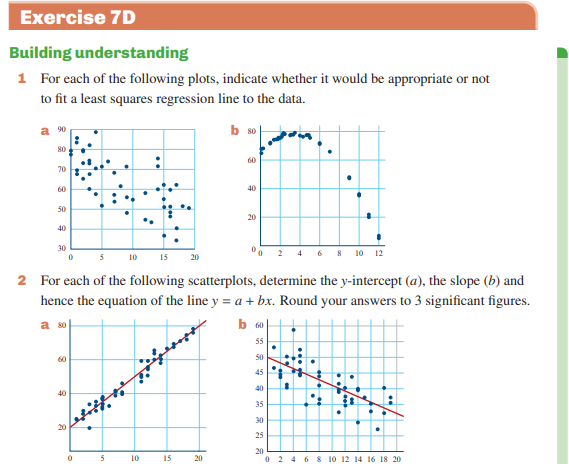 Exercise 7D
Building understanding
1 For each of the following plots, indicate whether it would be appropriate or not
to fit a least squares regression line to the data.
a
90
80
70
60
50
40
30
0 5 10 15 20
b
80
60
40
20
0
0 2 4 6 8 10 12
2 For each of the following scatterplots, determine the y-intercept (a), the slope (b) and
hence the equation of the line y = a + bx. Round your answers to 3 significant figures.
a
80
60
40
20
0 5 10 15 20
b
60
55
50
45
40
35
30
25
20
0 2 4 6 8 10 12 14 16 18 20